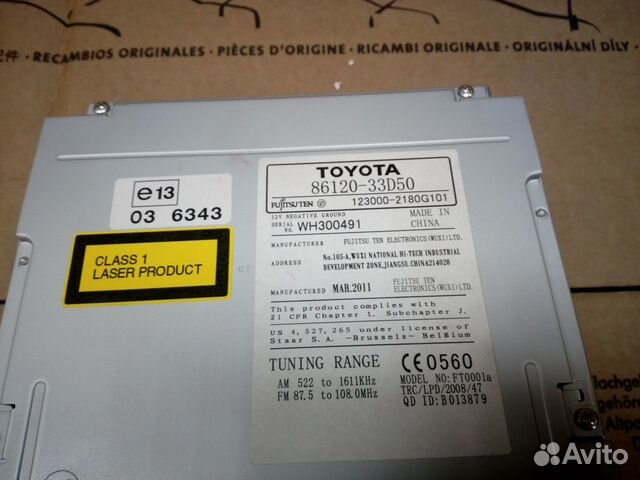 RECAMBIOS ORIGINALES • PIÈCES D'ORIGINE • RICAMBI ORIGINALI • ORIGINÁLNÍ DÍLY •
e13
03 6343
CLASS 1
LASER PRODUCT
TOYOTA
86120-33D50
FUJITSU TEN 123000-2180G101
12V NEGATIVE GROUND
SERIAL NO. WH300491
MADE IN CHINA
MANUFACTURER FUJITSU TEN ELECTRONICS (WUXI) LTD.
ADDRESS No.105-A,WUXI NATIONAL HI-TECH INDUSTRIAL
DEVELOPMENT ZONE,JIANGSU.CHINA214028
MANUFACTURED MAR.2011 FUJITSU TEN
ELECTRONICS (WUXI) LTD.
This product complies with
21 CFR Chapter 1. Subchapter J.
US 4,527,265 under license of
Staar S.A. -Brussels- Belgium
TUNING RANGE CE0560
AM 522 to 1611KHz
FM 87.5 to 108.0MHz
MODEL NO:FT0001a
TRC/LPD/2008/47
QD ID:B013879
Avito